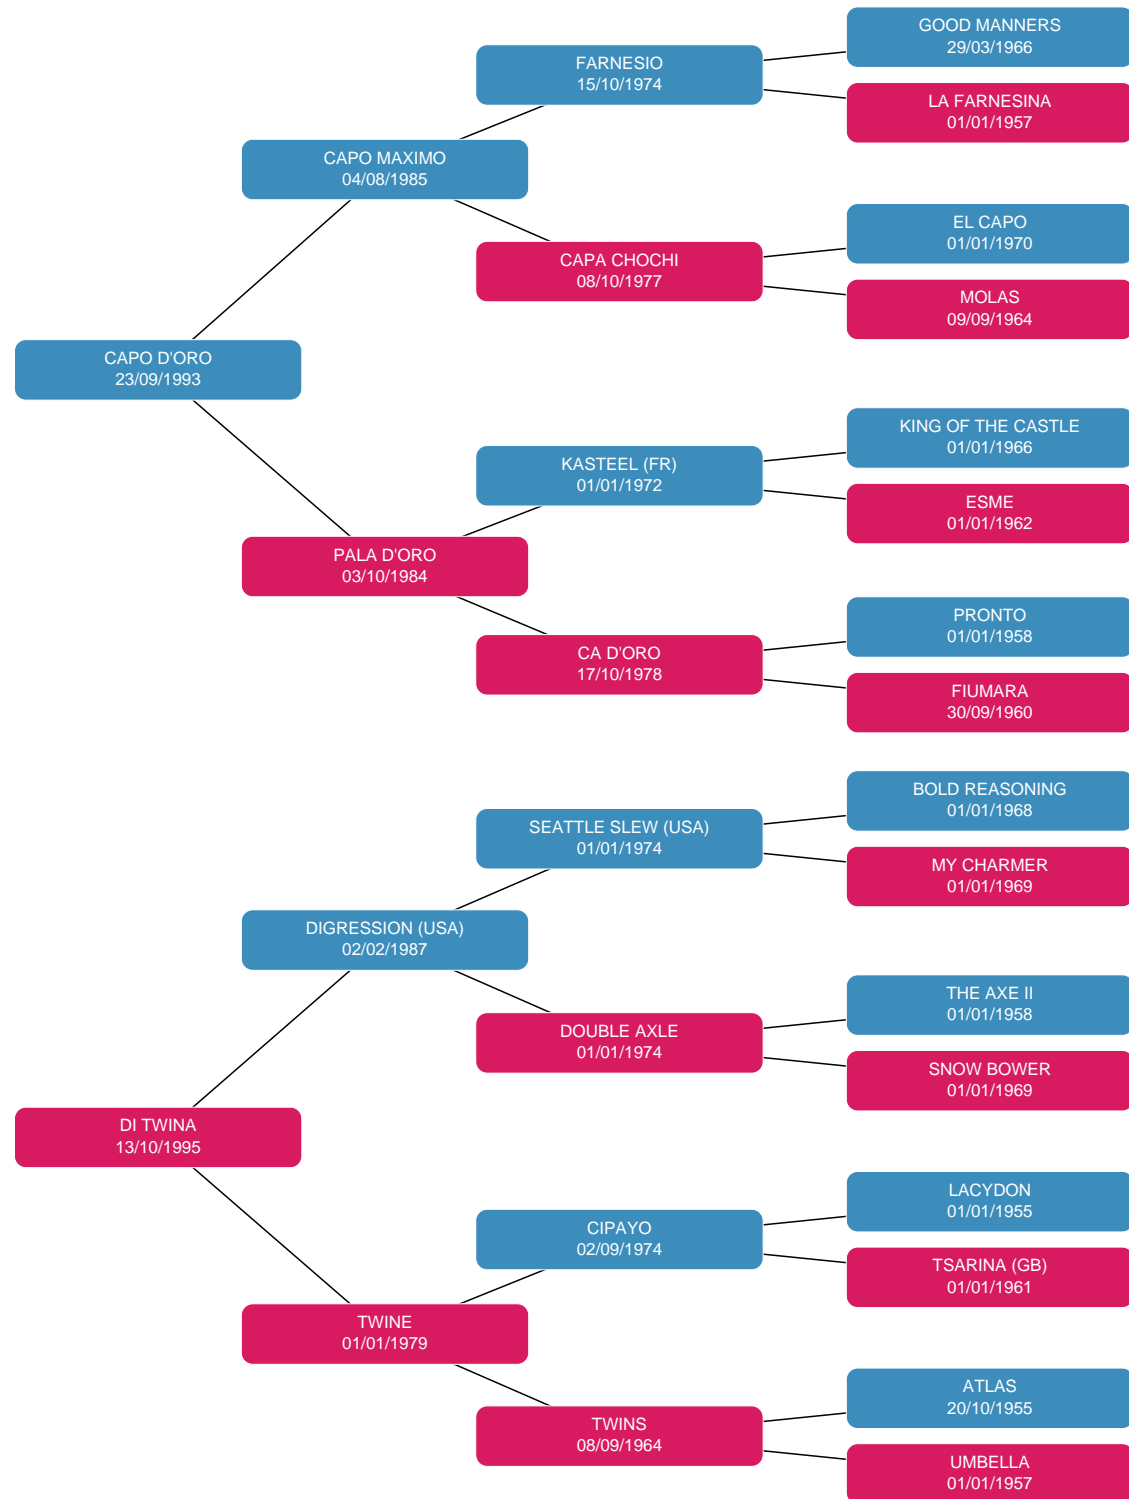 GOOD MANNERS
29/03/1966
FARNESIO
15/10/1974
LA FARNESINA
01/01/1957
CAPO MAXIMO
04/08/1985
EL CAPO
01/01/1970
CAPA CHOCHI
08/10/1977
MOLAS
09/09/1964
CAPO D'ORO
23/09/1993
KING OF THE CASTLE
01/01/1966
KASTEEL (FR)
01/01/1972
ESME
01/01/1962
PALA D'ORO
03/10/1984
PRONTO
01/01/1958
CA D'ORO
17/10/1978
FIUMARA
30/09/1960
BOLD REASONING
01/01/1968
SEATTLE SLEW (USA)
01/01/1974
MY CHARMER
01/01/1969
DIGRESSION (USA)
02/02/1987
THE AXE II
01/01/1958
DOUBLE AXLE
01/01/1974
SNOW BOWER
01/01/1969
DI TWINA
13/10/1995
LACYDON
01/01/1955
CIPAYO
02/09/1974
TSARINA (GB)
01/01/1961
TWINE
01/01/1979
ATLAS
20/10/1955
TWINS
08/09/1964
UMBELLA
01/01/1957